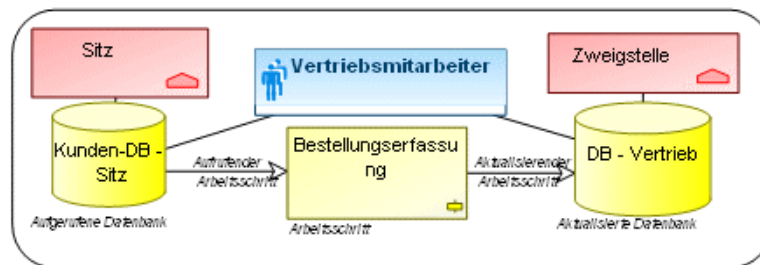 Sitz
Vertriebsmitarbeiter
Zweigstelle
Kunden-DB -
Sitz
Aufrufender
Arbeitsschritt
Bestellungserfassu
ng
Aktualisierender
Arbeitsschritt
DB - Vertrieb
Aufgerufene Datenbank
Arbeitsschritt
Aktualisierte Datenbank